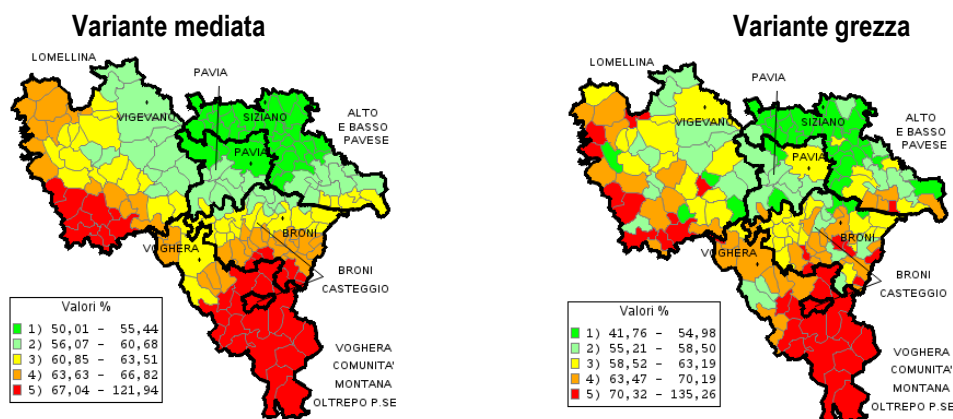 Variante mediata
LOMELLINA
PAVIA
VIGEVANO
SIZIANO
ALTO
E BASSO
PAVESE
PAVIA
VOGHERA
BRONI
BRONI
CASTEGGIO
Valori %
1) 50,01 - 55,44
2) 56,07 - 60,68
3) 60,85 - 63,51
4) 63,63 - 66,82
5) 67,04 - 121,94
VOGHERA
COMUNITA'
MONTANA
OLTREPO P.SE
Variante grezza
LOMELLINA
PAVIA
VIGEVANO
SIZIANO
ALTO
E BASSO
PAVESE
PAVIA
VOGHERA
BRONI
BRONI
CASTEGGIO
Valori %
1) 41,76 - 54,98
2) 55,21 - 58,50
3) 58,52 - 63,19
4) 63,47 - 70,19
5) 70,32 - 135,26
VOGHERA
COMUNITA'
MONTANA
OLTREPO P.SE